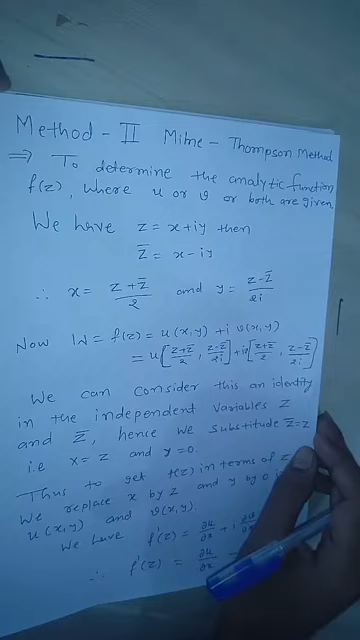 Method - II Milne - Thompson Method
⇒ To determine the analytic function
f(z), where u or v or both are given
We have z = x+iy then
z̄ = x-iy
∴ x = (z+z̄)/2 and y = (z-z̄)/2i
Now W = f(z) = u(x,y) + i v(x,y)
= u[(z+z̄)/2, (z-z̄)/2i] + iv[(z+z̄)/2, (z-z̄)/2i]
We can consider this an identity
in the independent variables z
and z̄, hence we substitute z̄=z
i.e x=z and y=0.
Thus to get f(z) in terms of z
We replace x by z and y by 0 i
u(x,y) and v(x,y)
We have f'(z) = ∂u/∂x + i
∴ f'(z) = ∂u/∂x -